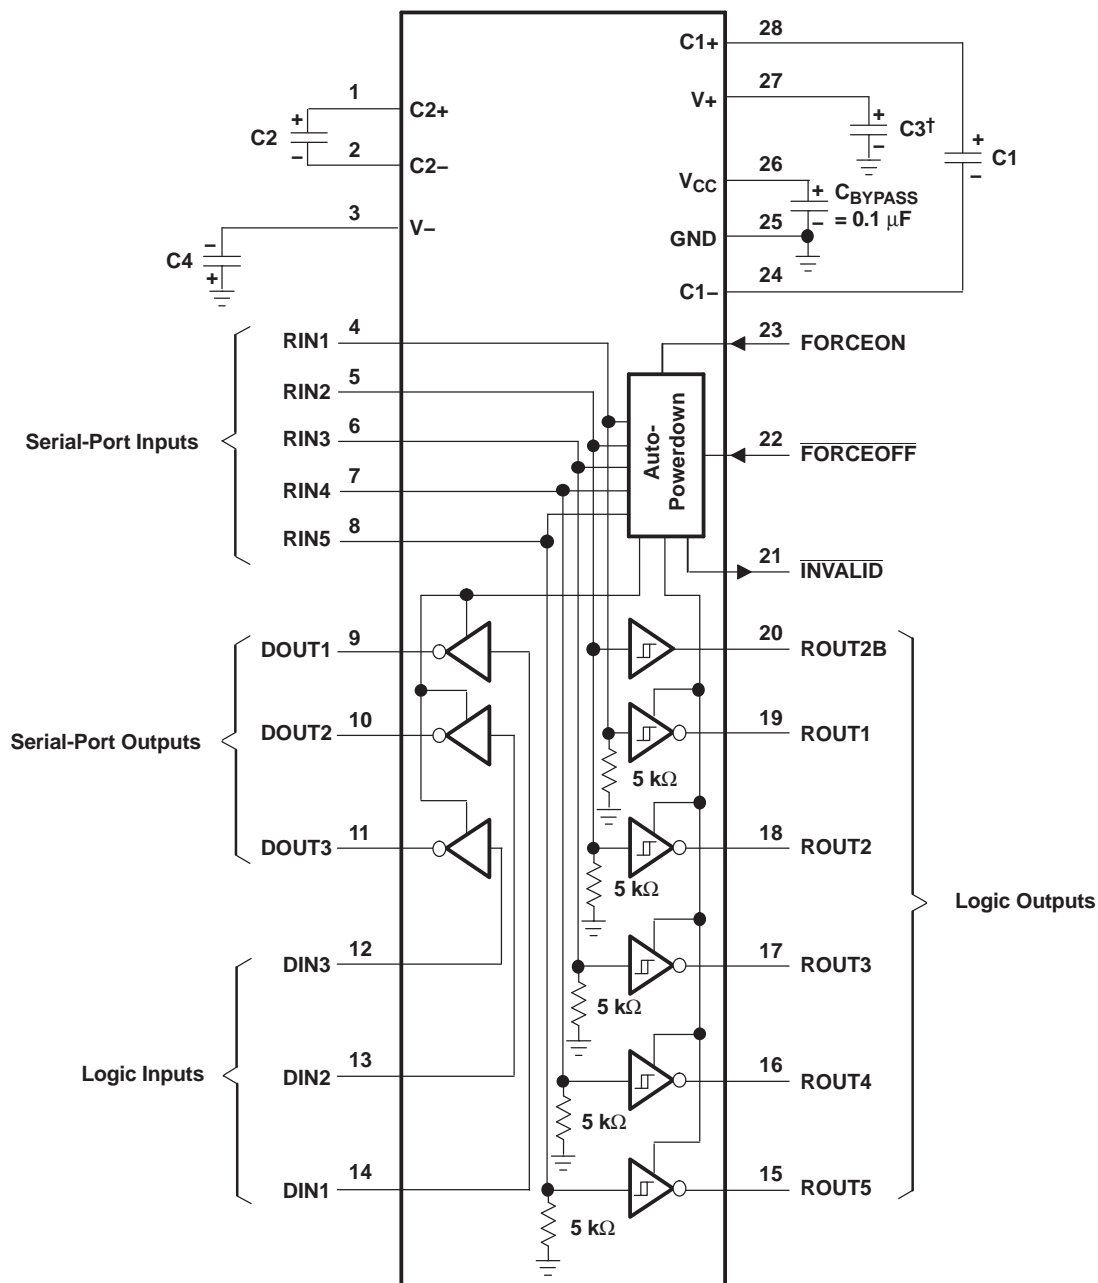 28
C1+
1
27
C2+
V+
+
C2
−
+
C3†
−
+
C1
−
2
C2−
26
VCC
+
CBYPASS
−
= 0.1 µF
3
V−
25
GND
−
C4
+
24
C1−
4
RIN1
23
FORCEON
5
RIN2
6
RIN3
Serial-Port Inputs
22
FORCEOFF
Auto-
Powerdown
7
RIN4
8
RIN5
21
INVALID
9
DOUT1
20
ROUT2B
10
DOUT2
Serial-Port Outputs
19
ROUT1
5 kΩ
11
DOUT3
18
ROUT2
5 kΩ
Logic Outputs
12
DIN3
17
ROUT3
5 kΩ
13
DIN2
Logic Inputs
16
ROUT4
5 kΩ
14
DIN1
15
ROUT5
5 kΩ